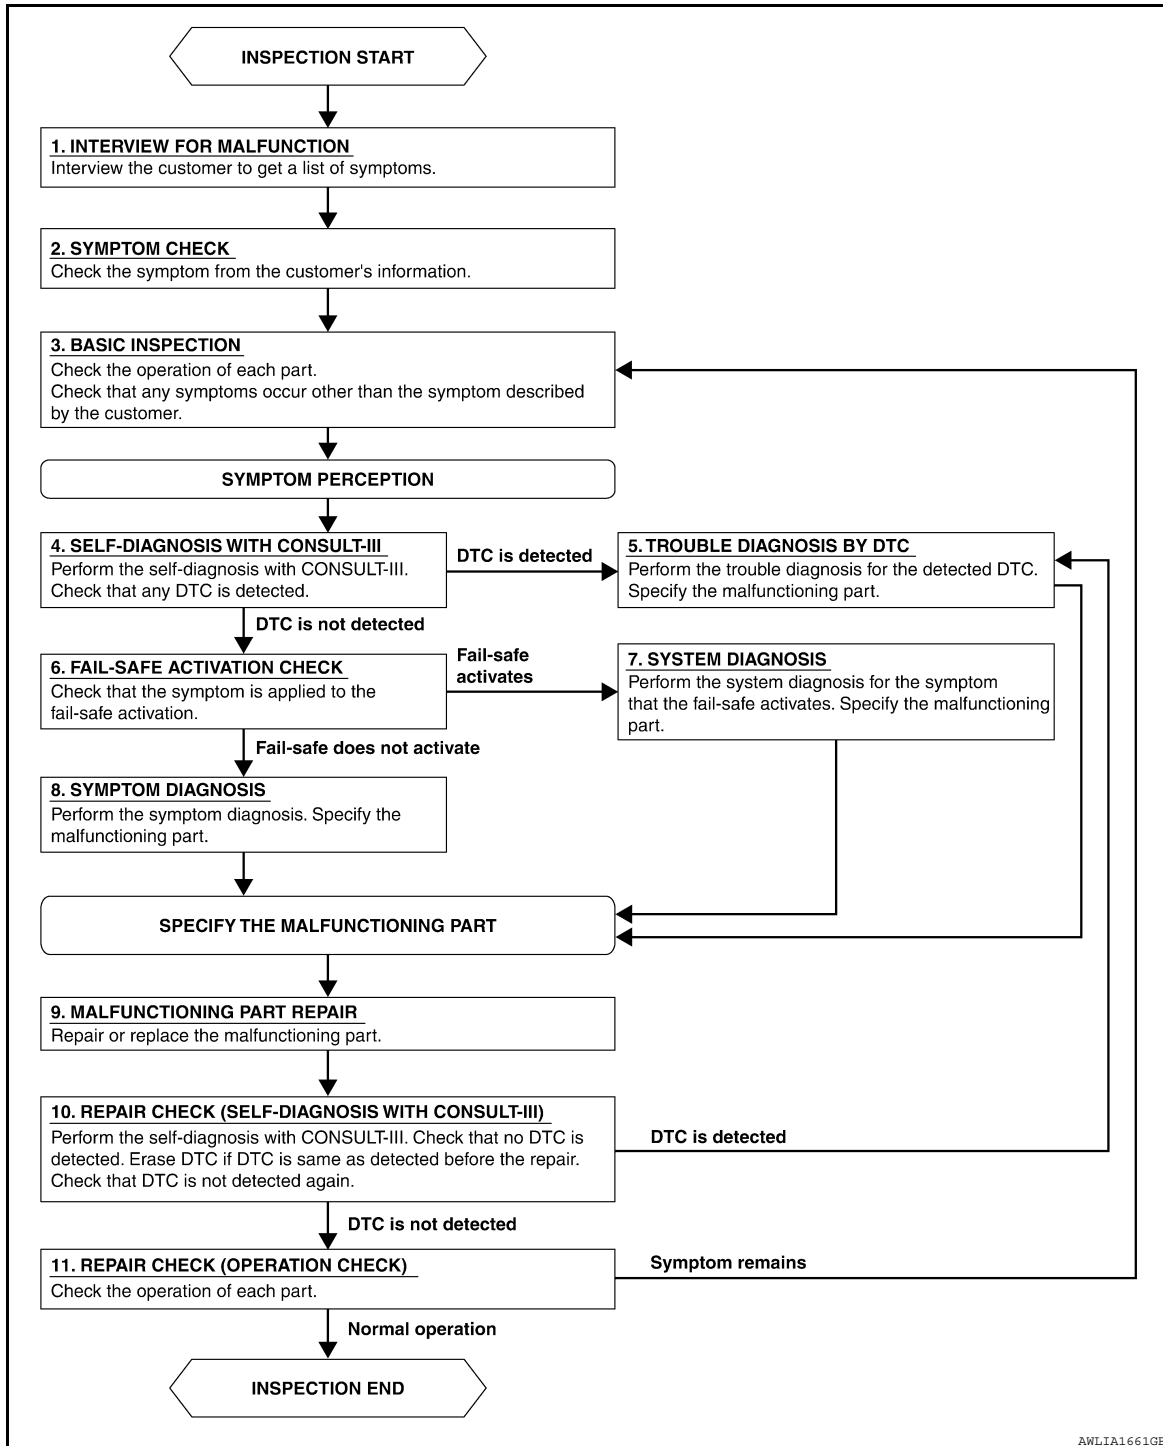 INSPECTION START
1. INTERVIEW FOR MALFUNCTION
Interview the customer to get a list of symptoms.
2. SYMPTOM CHECK
Check the symptom from the customer's information.
3. BASIC INSPECTION
Check the operation of each part.
Check that any symptoms occur other than the symptom described
by the customer.
SYMPTOM PERCEPTION
4. SELF-DIAGNOSIS WITH CONSULT-III
Perform the self-diagnosis with CONSULT-III.
Check that any DTC is detected.
DTC is detected
5. TROUBLE DIAGNOSIS BY DTC
Perform the trouble diagnosis for the detected DTC.
Specify the malfunctioning part.
DTC is not detected
6. FAIL-SAFE ACTIVATION CHECK
Check that the symptom is applied to the
fail-safe activation.
Fail-safe
activates
7. SYSTEM DIAGNOSIS
Perform the system diagnosis for the symptom
that the fail-safe activates. Specify the malfunctioning
part.
Fail-safe does not activate
8. SYMPTOM DIAGNOSIS
Perform the symptom diagnosis. Specify the
malfunctioning part.
SPECIFY THE MALFUNCTIONING PART
9. MALFUNCTIONING PART REPAIR
Repair or replace the malfunctioning part.
10. REPAIR CHECK (SELF-DIAGNOSIS WITH CONSULT-III)
Perform the self-diagnosis with CONSULT-III. Check that no DTC is
detected. Erase DTC if DTC is same as detected before the repair.
Check that DTC is not detected again.
DTC is detected
DTC is not detected
11. REPAIR CHECK (OPERATION CHECK)
Check the operation of each part.
Symptom remains
Normal operation
INSPECTION END